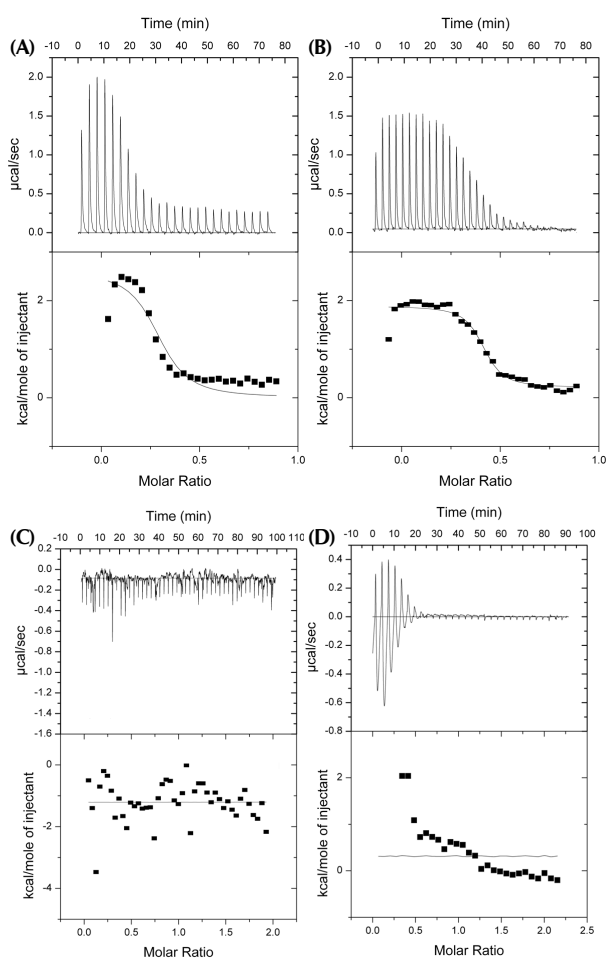 Time (min)
Time (min)
(A)
-10 0 10 20 30 40 50 60 70 80
(B)
-10 0 10 20 30 40 50 60 70 80 90
2.0
1.5
1.0
0.5
0.0
µcal/sec
2.0
1.5
1.0
0.5
0.0
µcal/sec
2
0
kcal/mole of injectant
2
0
kcal/mole of injectant
0.0 0.5 1.0
0.0 0.5 1.0
Molar Ratio
Molar Ratio
Time (min)
Time (min)
(C)
-10 0 10 20 30 40 50 60 70 80 90 100 110
(D)
-10 0 10 20 30 40 50 60 70 80 90 100
0.2
0.0
-0.2
-0.4
-0.6
-0.8
-1.0
-1.2
-1.4
-1.6
µcal/sec
0.4
0.2
0.0
-0.2
-0.4
-0.6
-0.8
µcal/sec
0
-2
-4
kcal/mole of injectant
2
0
kcal/mole of injectant
0.0 0.5 1.0 1.5 2.0
0.0 0.5 1.0 1.5 2.0 2.5
Molar Ratio
Molar Ratio